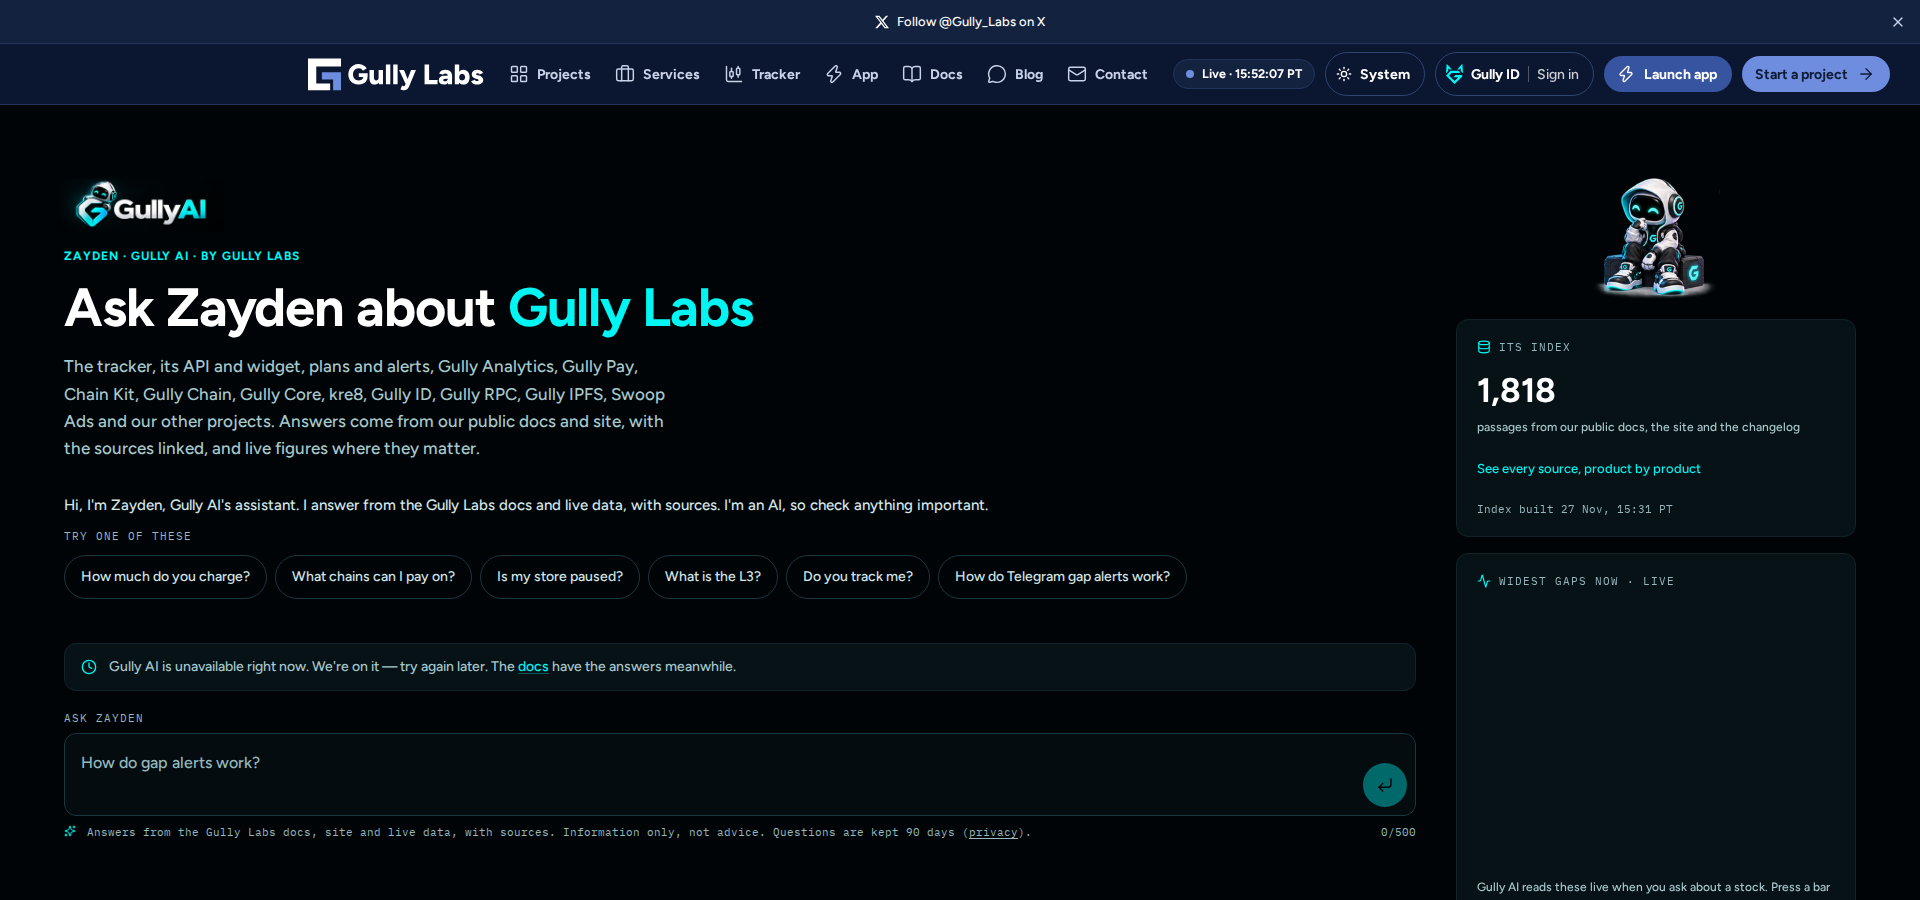 Follow @Gully_Labs on X
Gully Labs
Projects
Services
Tracker
App
Docs
Blog
Contact
Live · 15:52:07 PT
System
Gully ID | Sign in
Launch app
Start a project
GullyAI
ZAYDEN · GULLY AI · BY GULLY LABS
Ask Zayden about Gully Labs
The tracker, its API and widget, plans and alerts, Gully Analytics, Gully Pay,
Chain Kit, Gully Chain, Gully Core, kre8, Gully ID, Gully RPC, Gully IPFS, Swoop
Ads and our other projects. Answers come from our public docs and site, with
the sources linked, and live figures where they matter.
Hi, I'm Zayden, Gully AI's assistant. I answer from the Gully Labs docs and live data, with sources. I'm an AI, so check anything important.
TRY ONE OF THESE
How much do you charge?
What chains can I pay on?
Is my store paused?
What is the L3?
Do you track me?
How do Telegram gap alerts work?
Gully AI is unavailable right now. We're on it — try again later. The docs have the answers meanwhile.
ASK ZAYDEN
How do gap alerts work?
Answers from the Gully Labs docs, site and live data, with sources. Information only, not advice. Questions are kept 90 days (privacy).
0/500
ITS INDEX
1,818
passages from our public docs, the site and the changelog
See every source, product by product
Index built 27 Nov, 15:31 PT
WIDEST GAPS NOW · LIVE
Gully AI reads these live when you ask about a stock. Press a bar